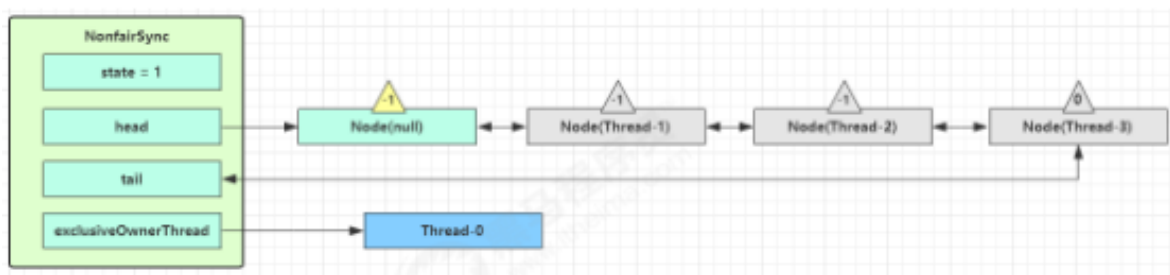 NonfairSync
state = 1
head
-1
Node(null)
-1
Node(Thread-1)
-1
Node(Thread-2)
0
Node(Thread-3)
tail
exclusiveOwnerThread
Thread-0